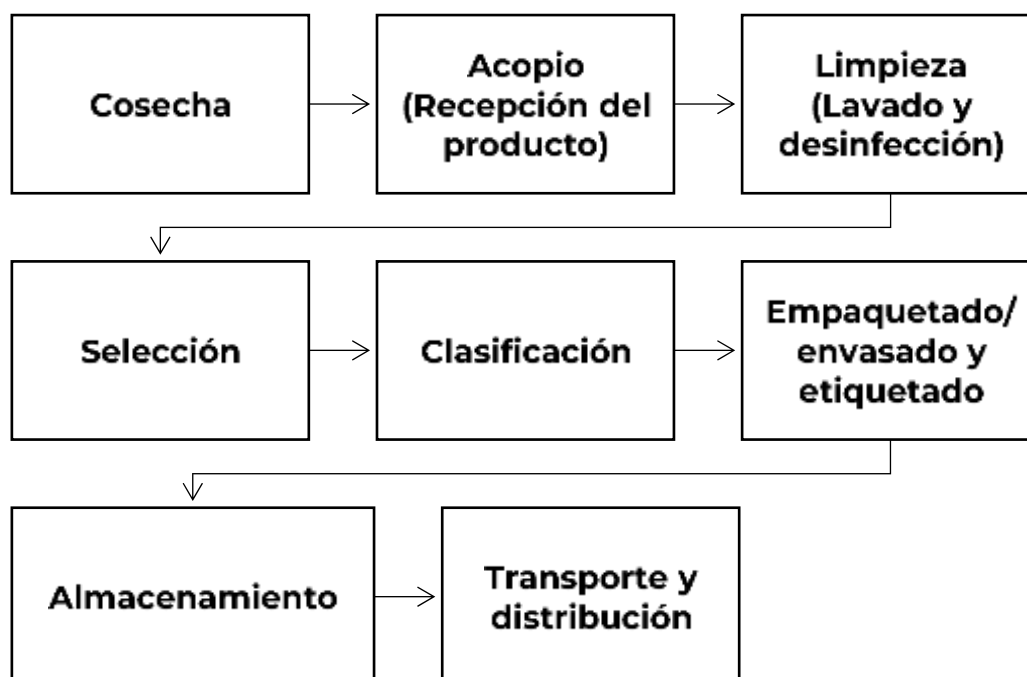 Cosecha
Acopio
(Recepción del
producto)
Limpieza
(Lavado y
desinfección)
Selección
Clasificación
Empaquetado/
envasado y
etiquetado
Almacenamiento
Transporte y
distribución